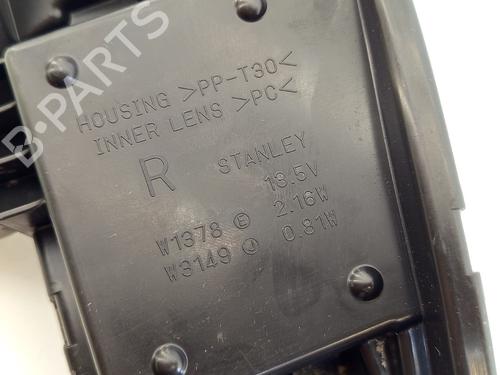 HOUSING >PP-T30<
INNER LENS >PC<
R STANLEY
13.5V
W1378 E 2.16W
W3149 J 0.81W
B-PARTS